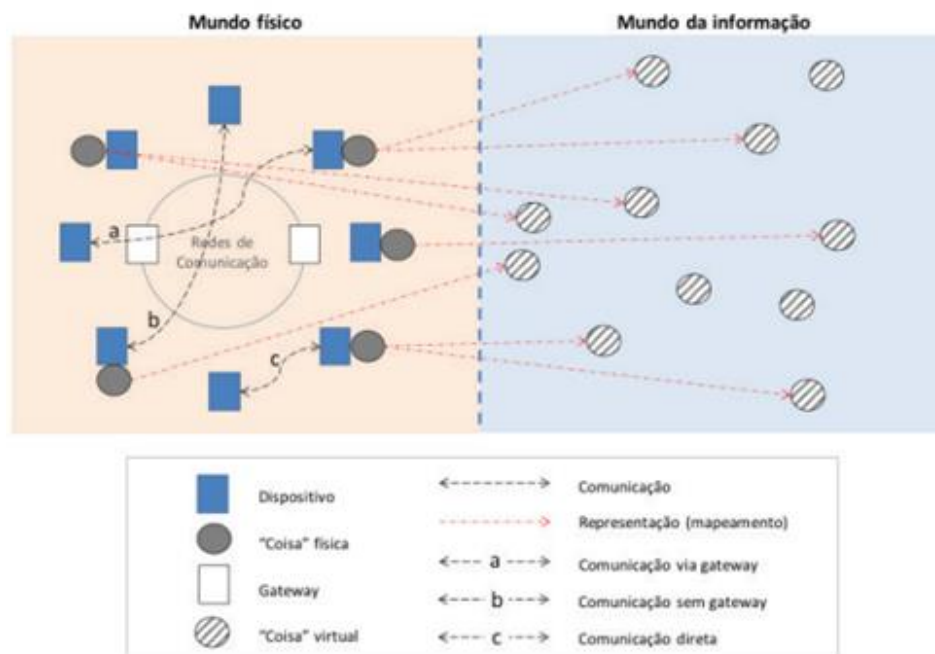 Mundo físico
Mundo da informação
a
Redes de
Comunicação
b
c
Dispositivo
Comunicação
"Coisa" física
Representação (mapeamento)
Gateway
a
Comunicação via gateway
b
Comunicação sem gateway
"Coisa" virtual
c
Comunicação direta